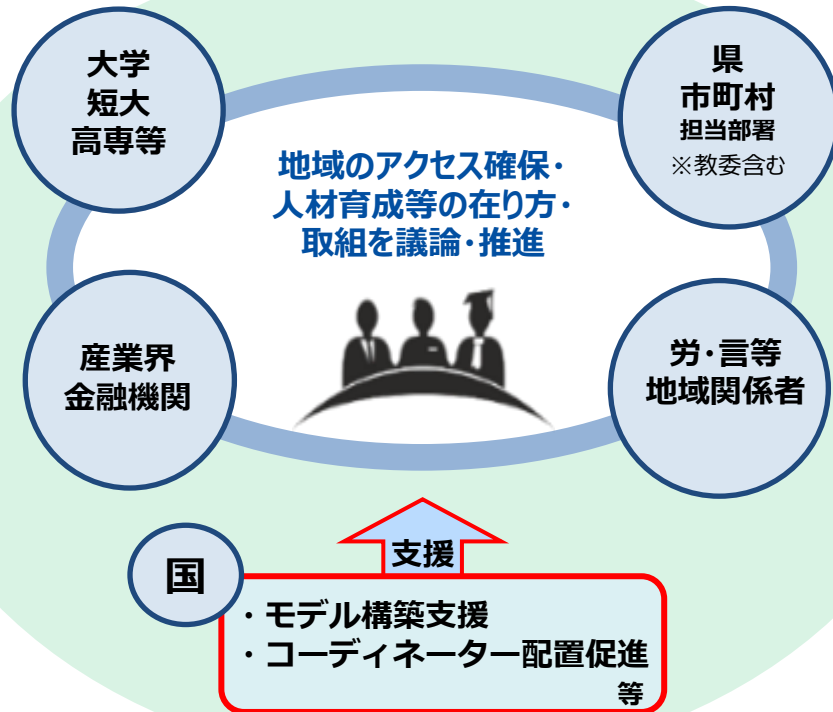 大学
短大
高専等
県
市町村
担当部署
※教委含む
地域のアクセス確保・
人材育成等の在り方・
取組を議論・推進
産業界
金融機関
労・言等
地域関係者
支援
国
・モデル構築支援
・コーディネーター配置促進
等